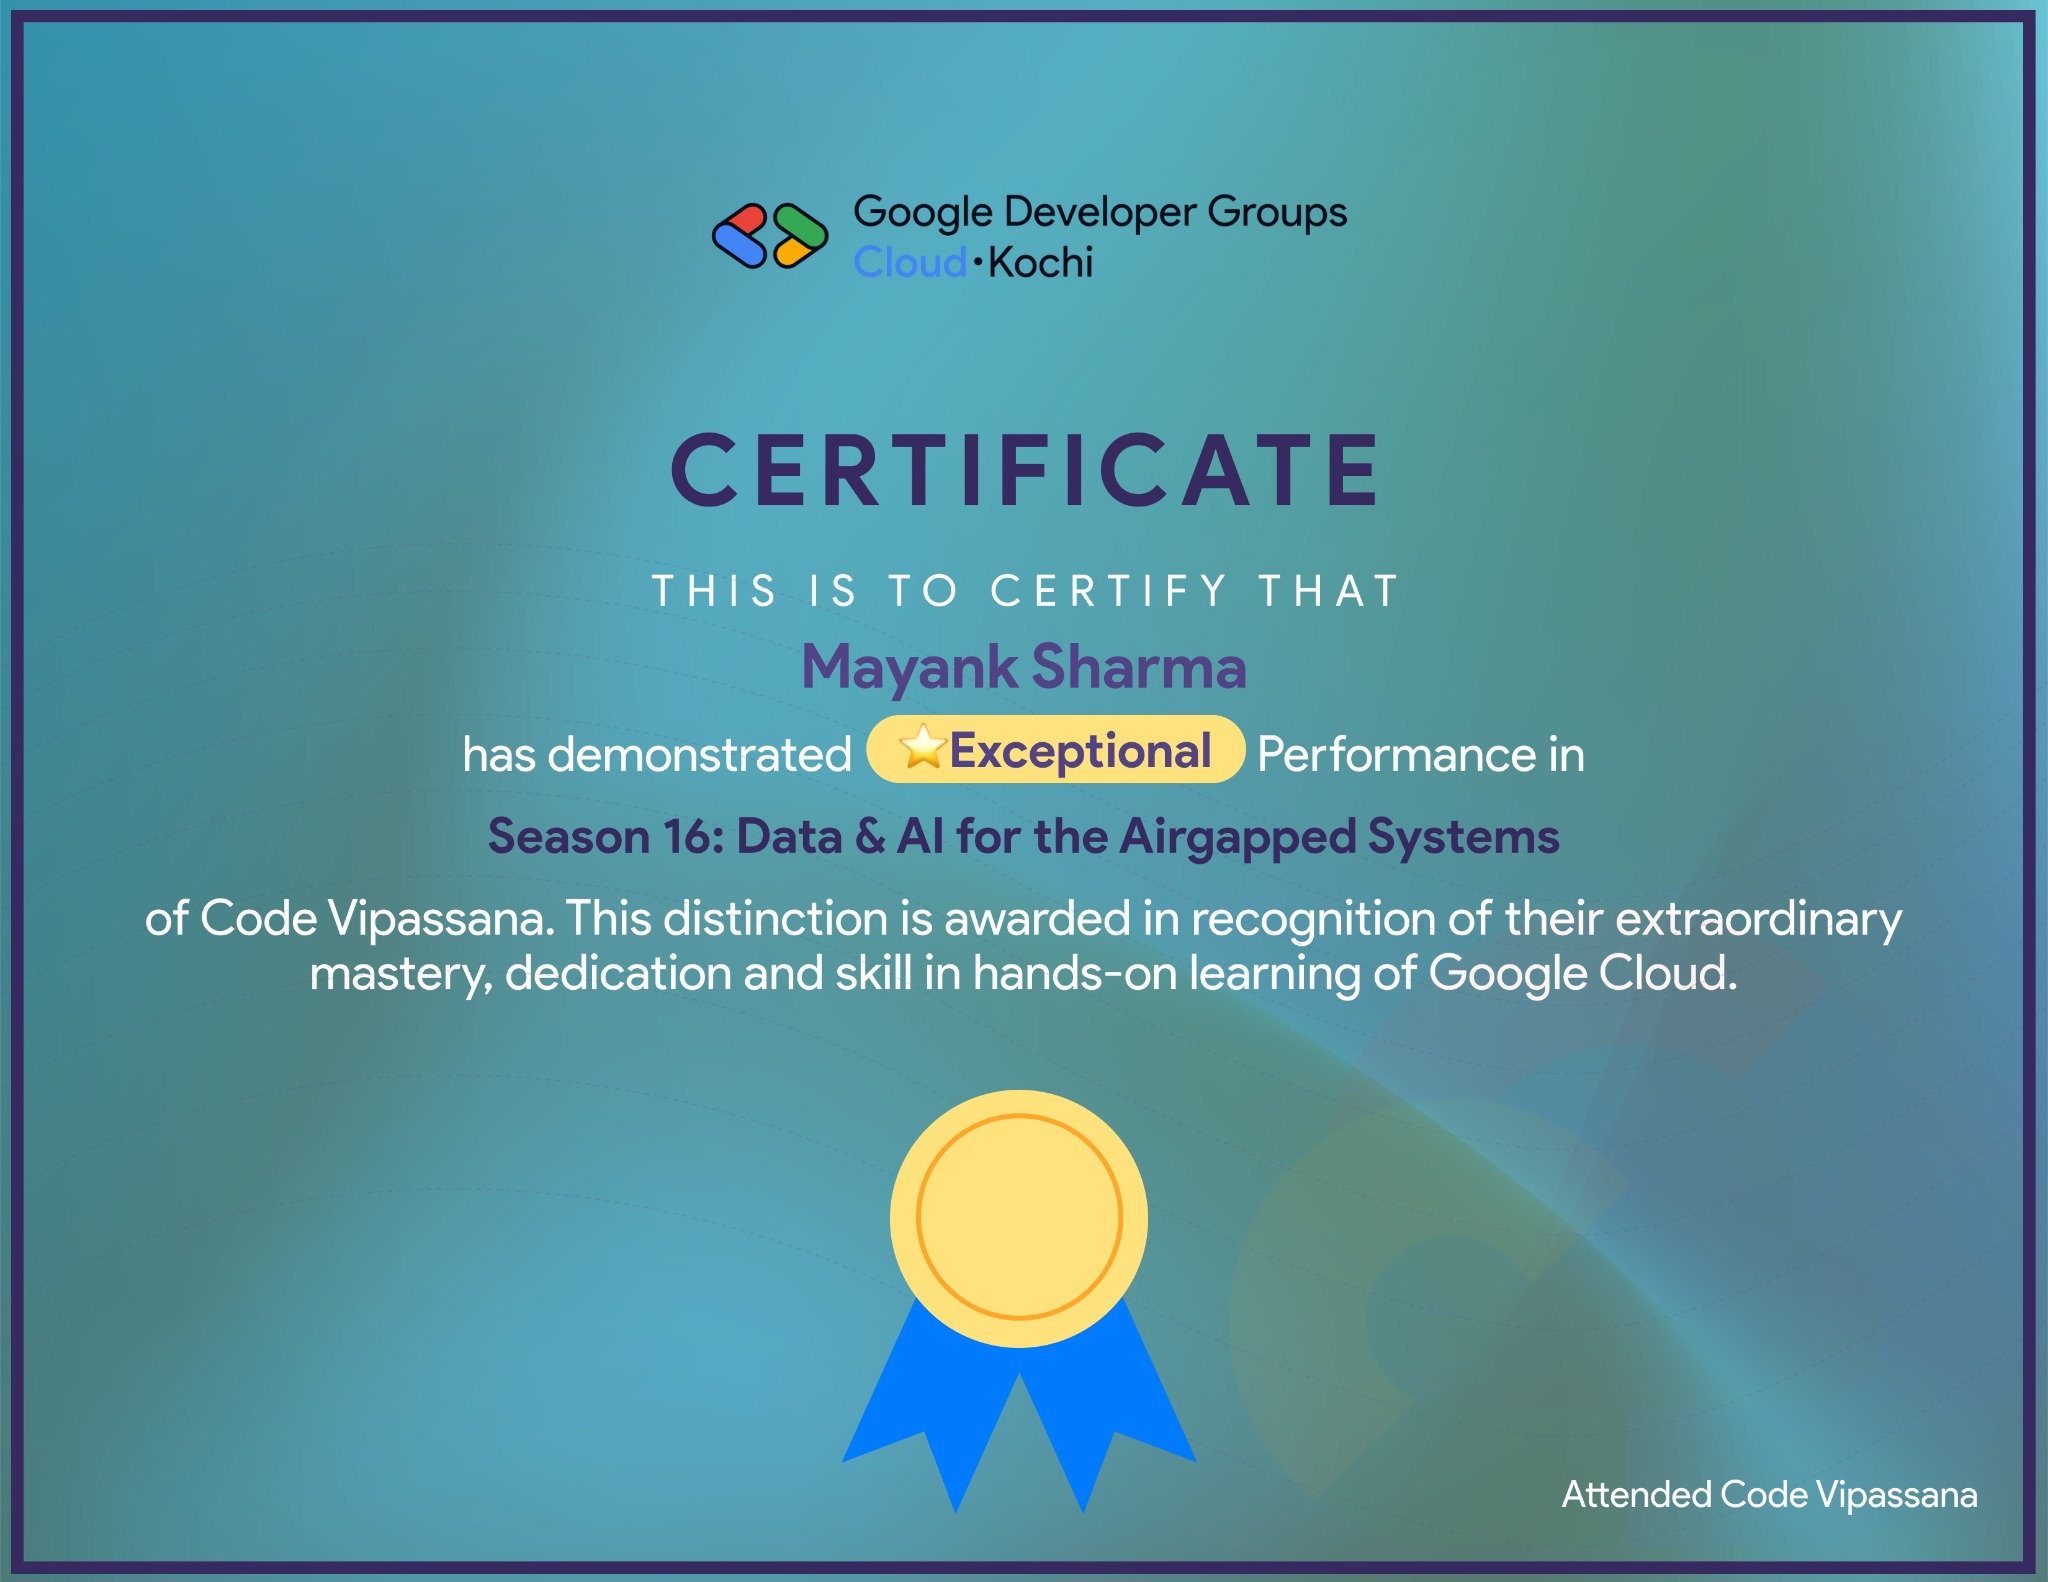 Google Developer Groups
Cloud • Kochi
CERTIFICATE
THIS IS TO CERTIFY THAT
Mayank Sharma
has demonstrated ⭐Exceptional Performance in
Season 16: Data & AI for the Airgapped Systems
of Code Vipassana. This distinction is awarded in recognition of their extraordinary
mastery, dedication and skill in hands-on learning of Google Cloud.
Attended Code Vipassana